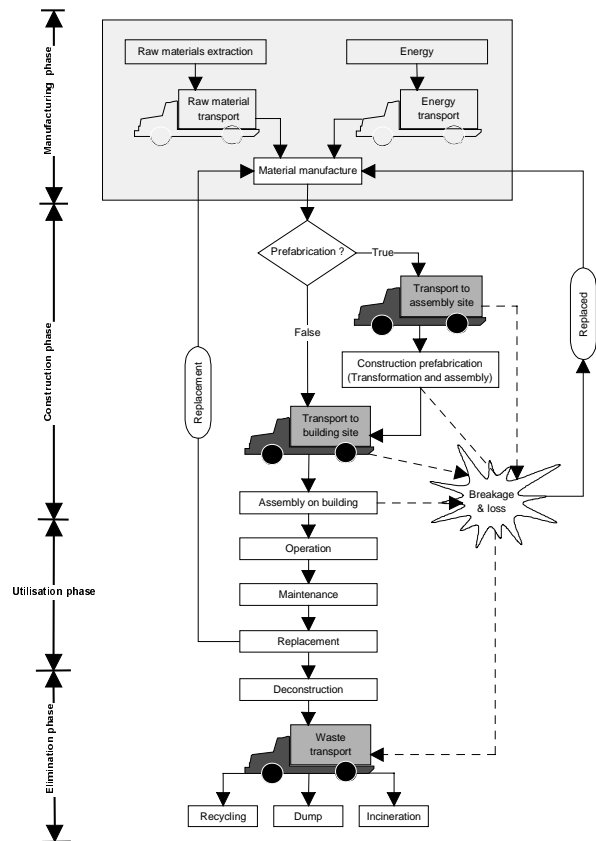 Manufacturing phase
Raw materials extraction
Energy
Raw material
transport
Energy
transport
Material manufacture
Construction phase
Prefabrication ?
True
False
Transport to
assembly site
Replaced
Construction prefabrication
(Transformation and assembly)
Replacement
Transport to
building site
Breakage
& loss
Assembly on building
Utilisation phase
Operation
Maintenance
Replacement
Elimination phase
Deconstruction
Waste
transport
Recycling
Dump
Incineration